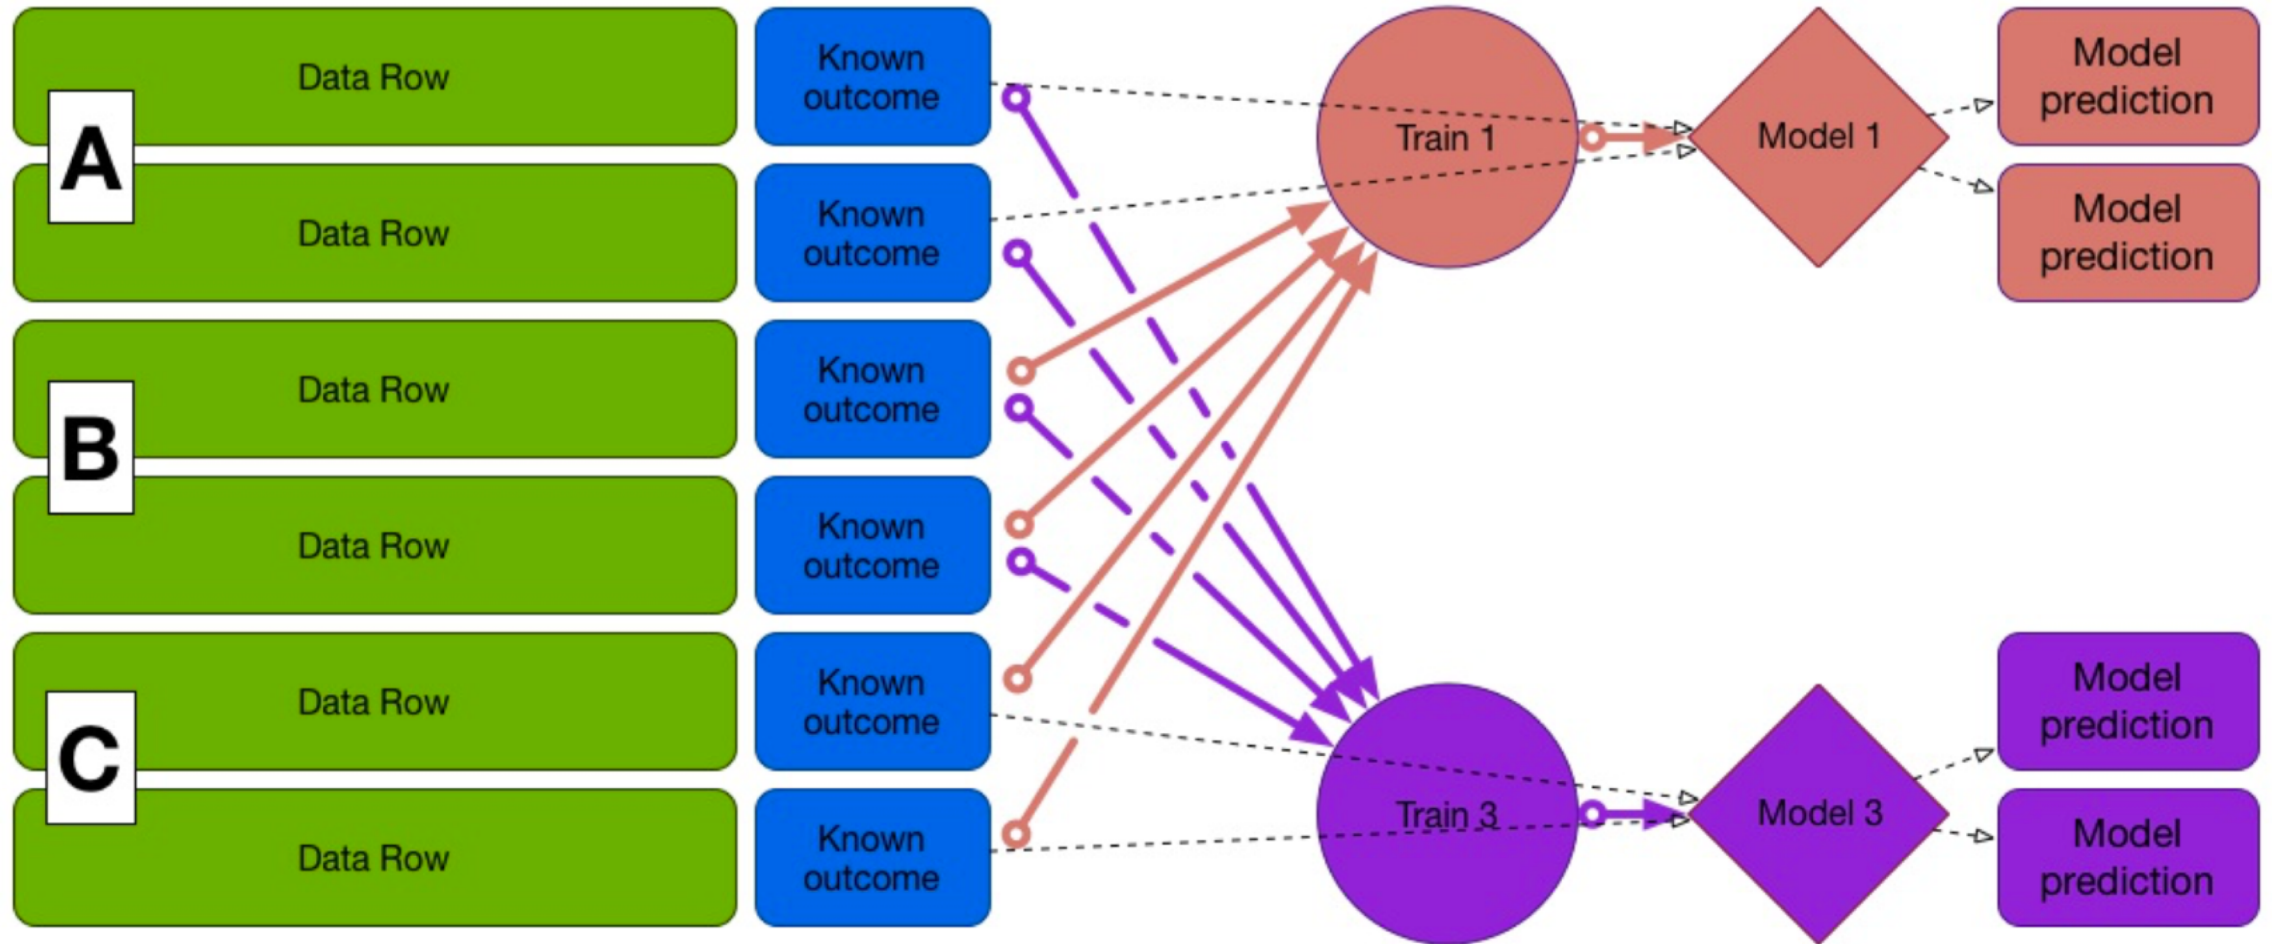 Data Row
Known
outcome
Train 1
Model 1
Model
prediction
A
Data Row
Known
outcome
Model
prediction
Data Row
Known
outcome
B
Data Row
Known
outcome
Data Row
Known
outcome
Model
prediction
C
Train 3
Model 3
Data Row
Known
outcome
Model
prediction